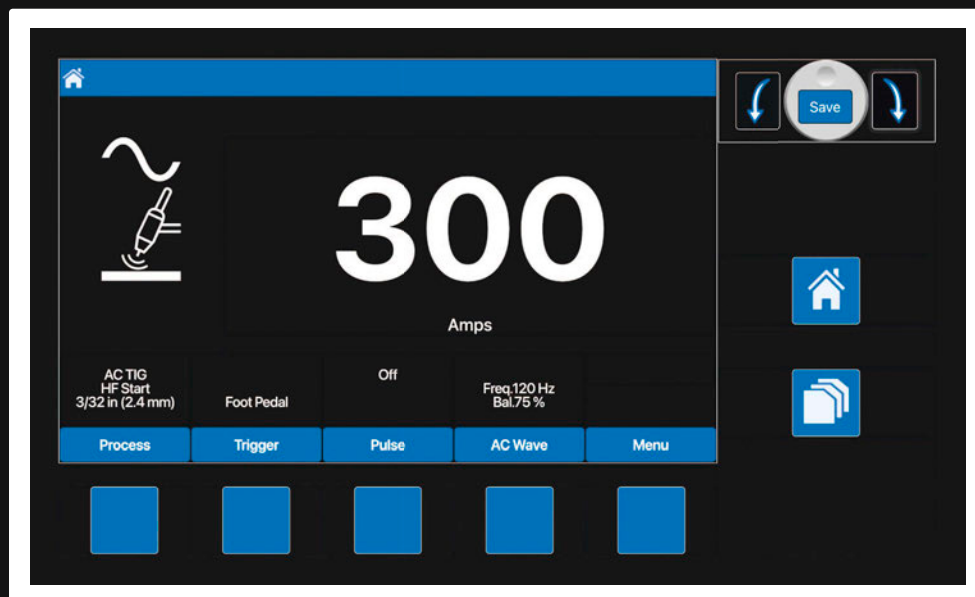 Save
300
Amps
AC TIG
HF Start
3/32 in (2.4 mm)
Foot Pedal
Off
Freq.120 Hz
Bal.75 %
Process
Trigger
Pulse
AC Wave
Menu